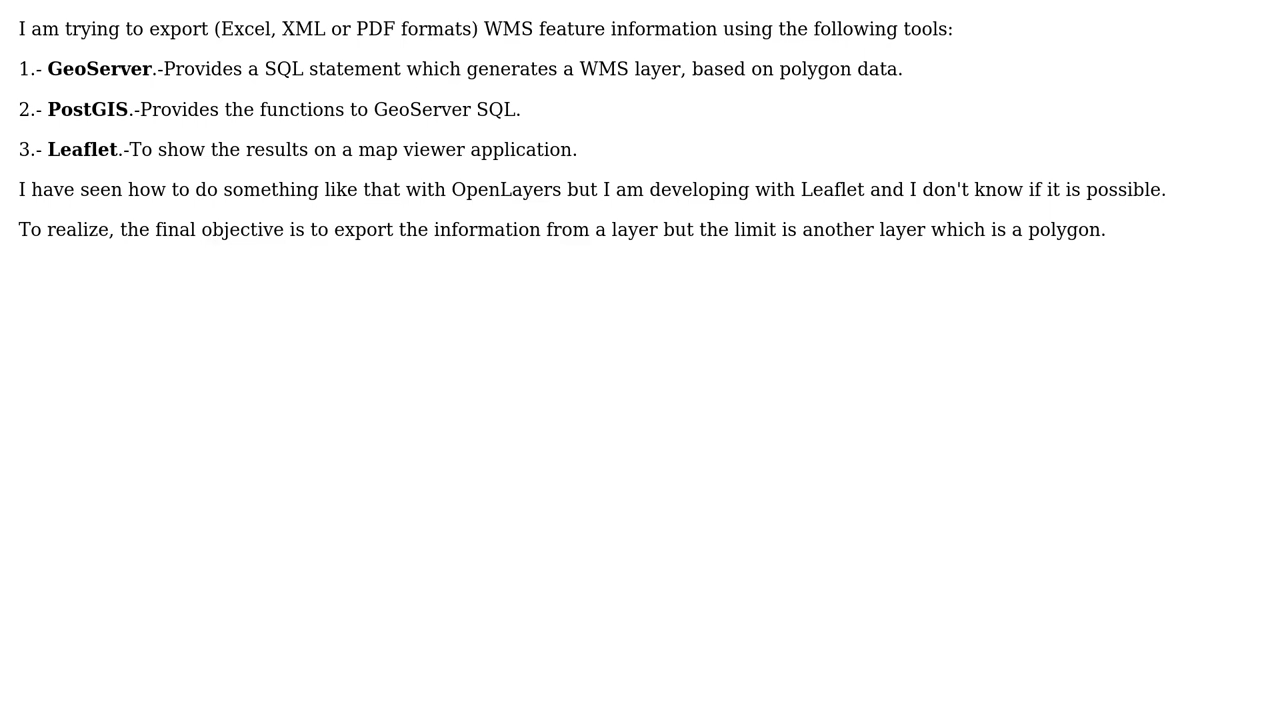 I am trying to export (Excel, XML or PDF formats) WMS feature information using the following tools:
1.- GeoServer.-Provides a SQL statement which generates a WMS layer, based on polygon data.
2.- PostGIS.-Provides the functions to GeoServer SQL.
3.- Leaflet.-To show the results on a map viewer application.
I have seen how to do something like that with OpenLayers but I am developing with Leaflet and I don't know if it is possible.
To realize, the final objective is to export the information from a layer but the limit is another layer which is a polygon.